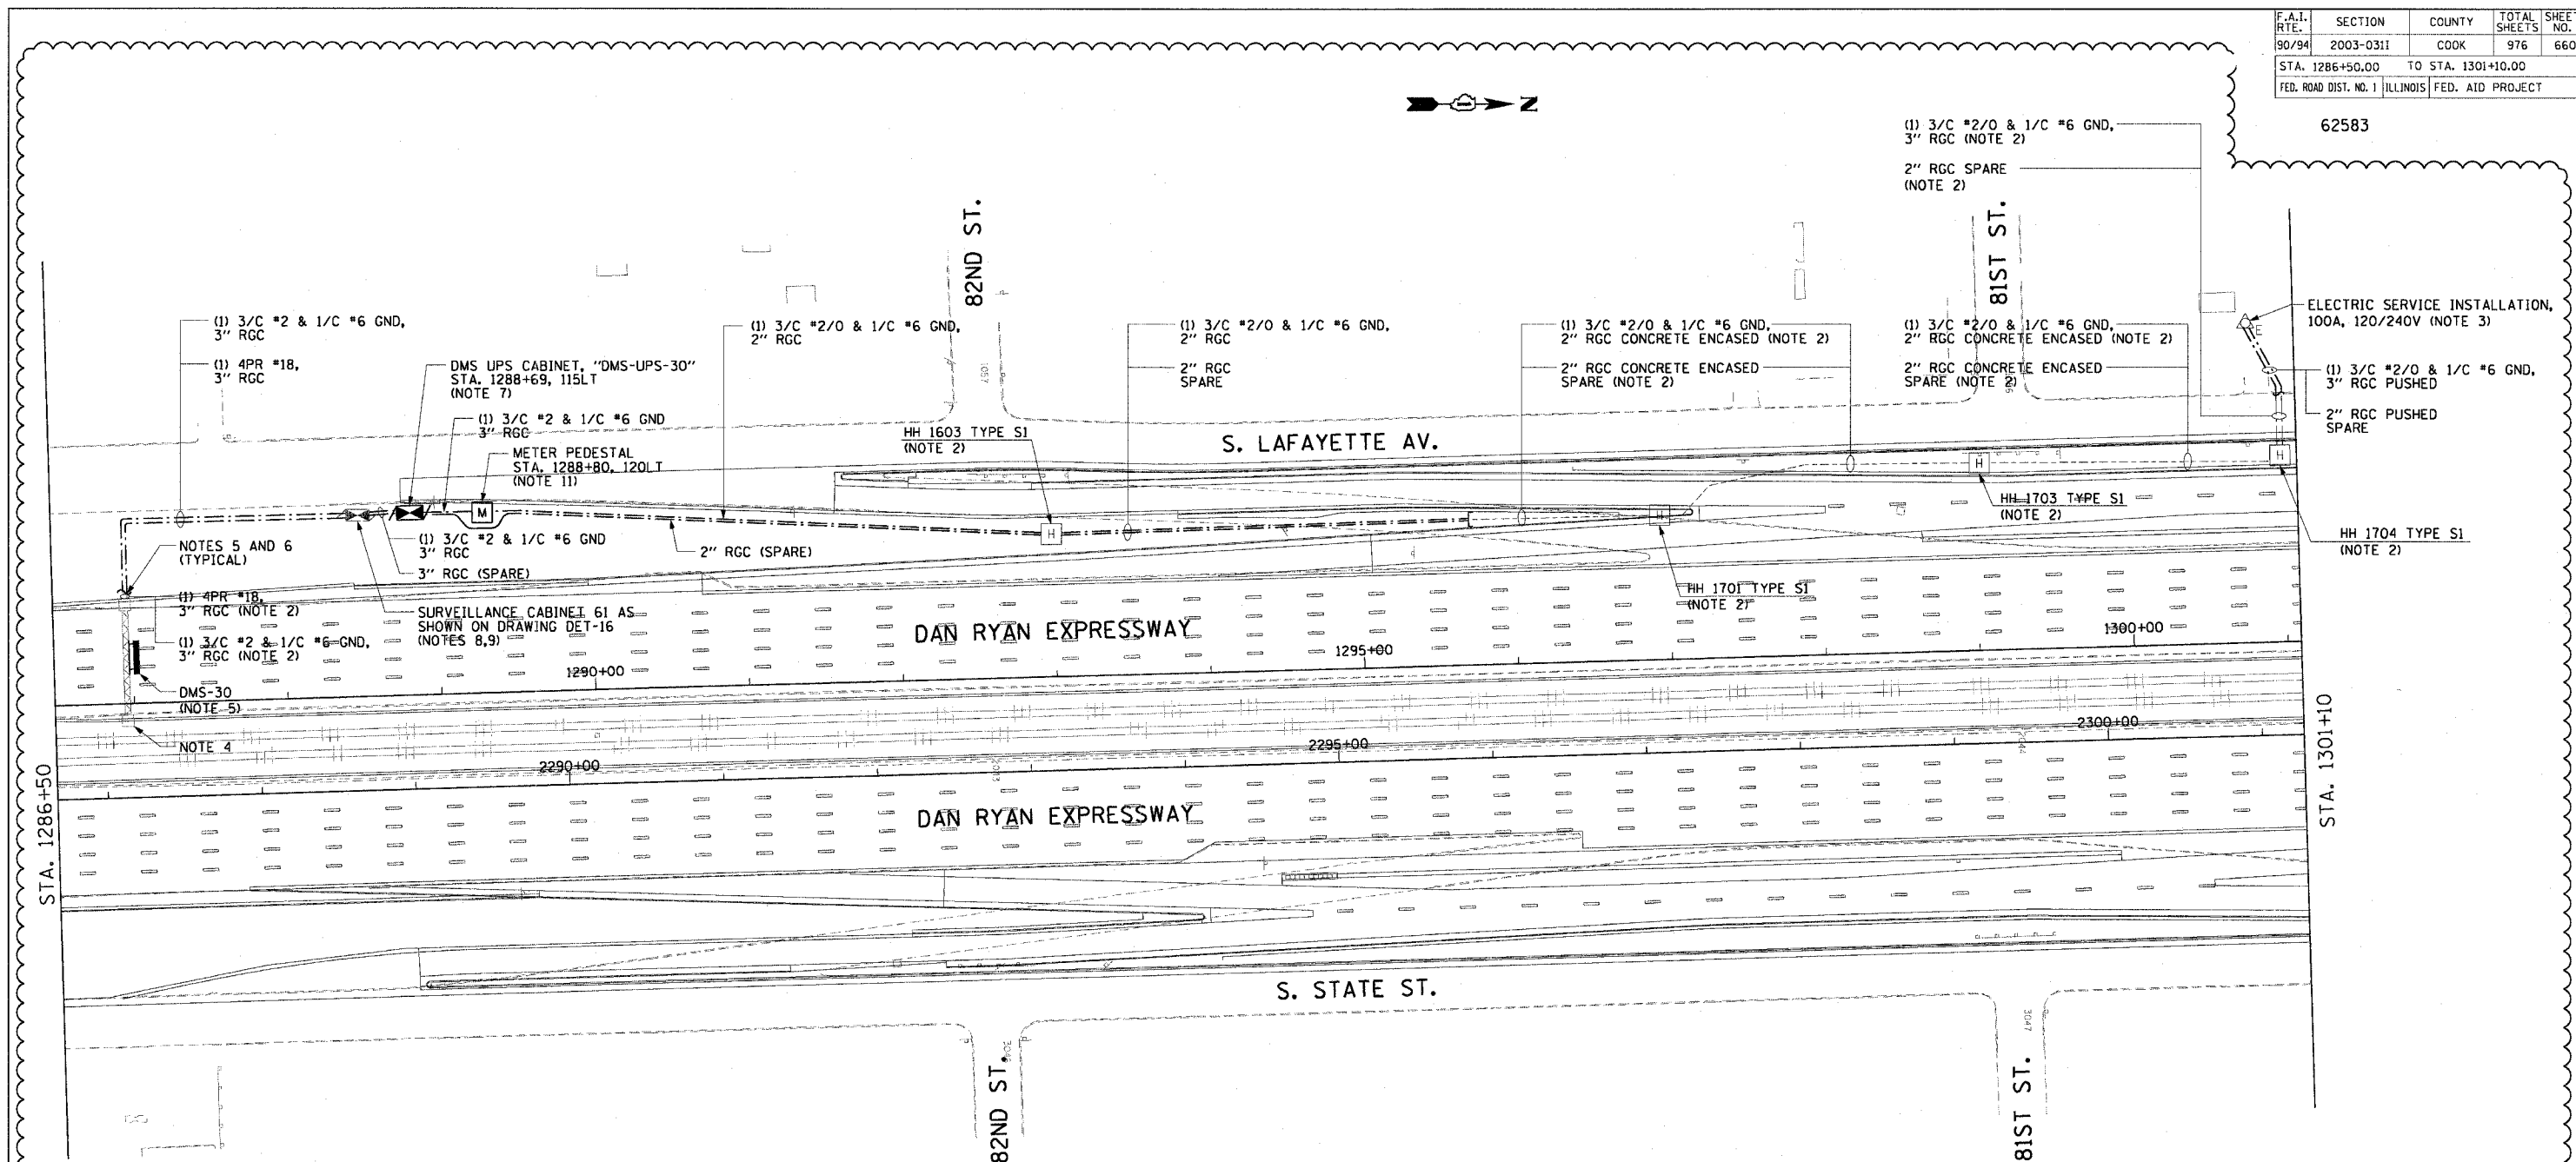 F.A.I. RTE. SECTION COUNTY TOTAL SHEETS SHEET NO.
90/94 2003-031I COOK 976 660
STA. 1286+50.00 TO STA. 1301+10.00
FED. ROAD DIST. NO. 1 ILLINOIS FED. AID PROJECT
62583
N
(1) 3/C #2/0 & 1/C #6 GND,
3" RGC (NOTE 2)
2" RGC SPARE
(NOTE 2)
82ND ST.
81ST ST.
(1) 3/C #2 & 1/C #6 GND,
3" RGC
(1) 4PR #18,
3" RGC
DMS UPS CABINET, "DMS-UPS-30"
STA. 1288+69, 115LT
(NOTE 7)
(1) 3/C #2 & 1/C #6 GND
3" RGC
METER PEDESTAL
STA. 1288+80, 120LT
(NOTE 11)
(1) 3/C #2/0 & 1/C #6 GND,
2" RGC
HH 1603 TYPE S1
(NOTE 2)
(1) 3/C #2/0 & 1/C #6 GND,
2" RGC
2" RGC
SPARE
S. LAFAYETTE AV.
(1) 3/C #2/0 & 1/C #6 GND,
2" RGC CONCRETE ENCASED (NOTE 2)
2" RGC CONCRETE ENCASED
SPARE (NOTE 2)
(1) 3/C #2/0 & 1/C #6 GND,
2" RGC CONCRETE ENCASED (NOTE 2)
2" RGC CONCRETE ENCASED
SPARE (NOTE 2)
ELECTRIC SERVICE INSTALLATION,
100A, 120/240V (NOTE 3)
E
(1) 3/C #2/0 & 1/C #6 GND,
3" RGC PUSHED
2" RGC PUSHED
SPARE
M
H
H
H
H
HH 1703 TYPE S1
(NOTE 2)
HH 1704 TYPE S1
(NOTE 2)
HH 1701 TYPE S1
(NOTE 2)
NOTES 5 AND 6
(TYPICAL)
(1) 3/C #2 & 1/C #6 GND
3" RGC
3" RGC (SPARE)
2" RGC (SPARE)
(1) 4PR #18,
3" RGC (NOTE 2)
(1) 3/C #2 & 1/C #6 GND,
3" RGC (NOTE 2)
SURVEILLANCE CABINET 61 AS
SHOWN ON DRAWING DET-16
(NOTES 8,9)
DMS-30
(NOTE 5)
NOTE 4
DAN RYAN EXPRESSWAY
1290+00
1295+00
1300+00
2290+00
2295+00
2300+00
DAN RYAN EXPRESSWAY
STA. 1286+50
STA. 1301+10
S. STATE ST.
3047
82ND ST.
81ST ST.